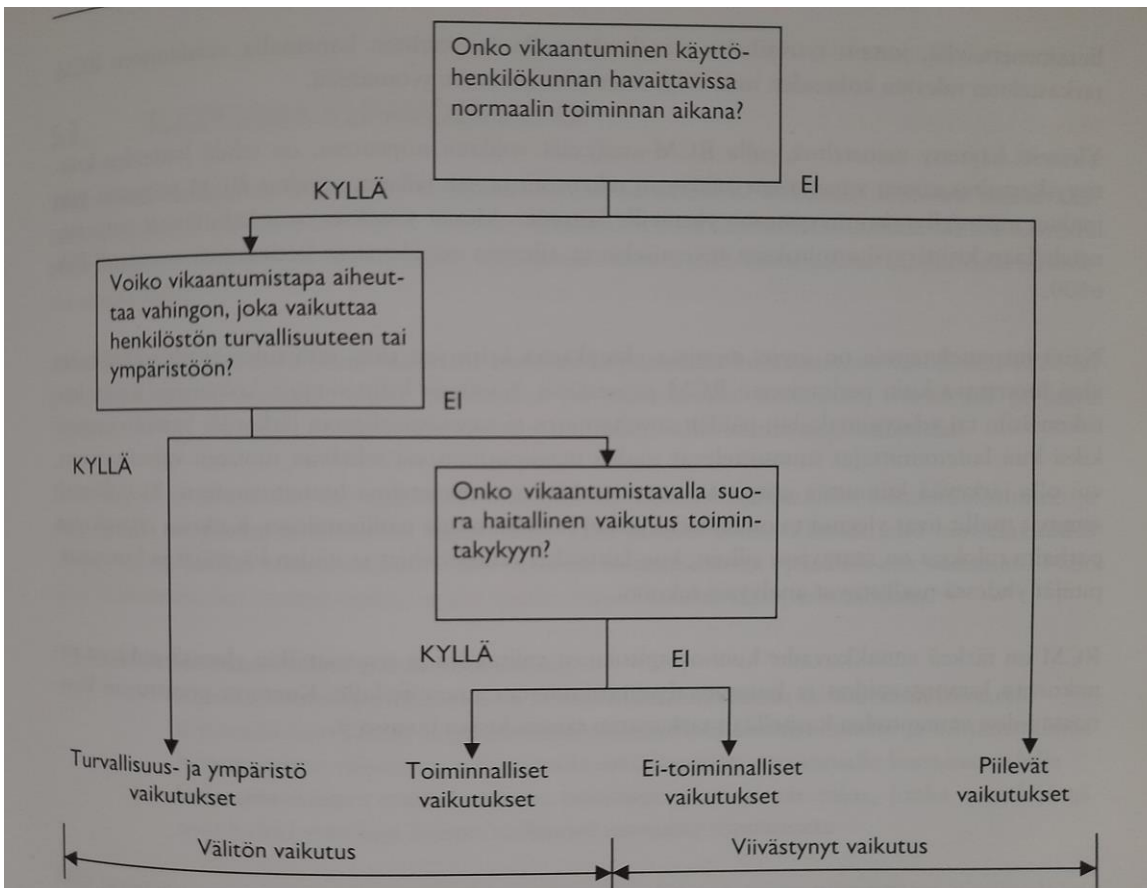 Onko vikaantuminen käyttö-
henkilökunnan havaittavissa
normaalin toiminnan aikana?
KYLLÄ
EI
Voiko vikaantumistapa aiheut-
taa vahingon, joka vaikuttaa
henkilöstön turvallisuuteen tai
ympäristöön?
EI
KYLLÄ
Onko vikaantumistavalla suo-
ra haitallinen vaikutus toimin-
takykyyn?
KYLLÄ
EI
Turvallisuus- ja ympäristö
vaikutukset
Toiminnalliset
vaikutukset
Ei-toiminnalliset
vaikutukset
Piilevät
vaikutukset
Välitön vaikutus
Viivästynyt vaikutus